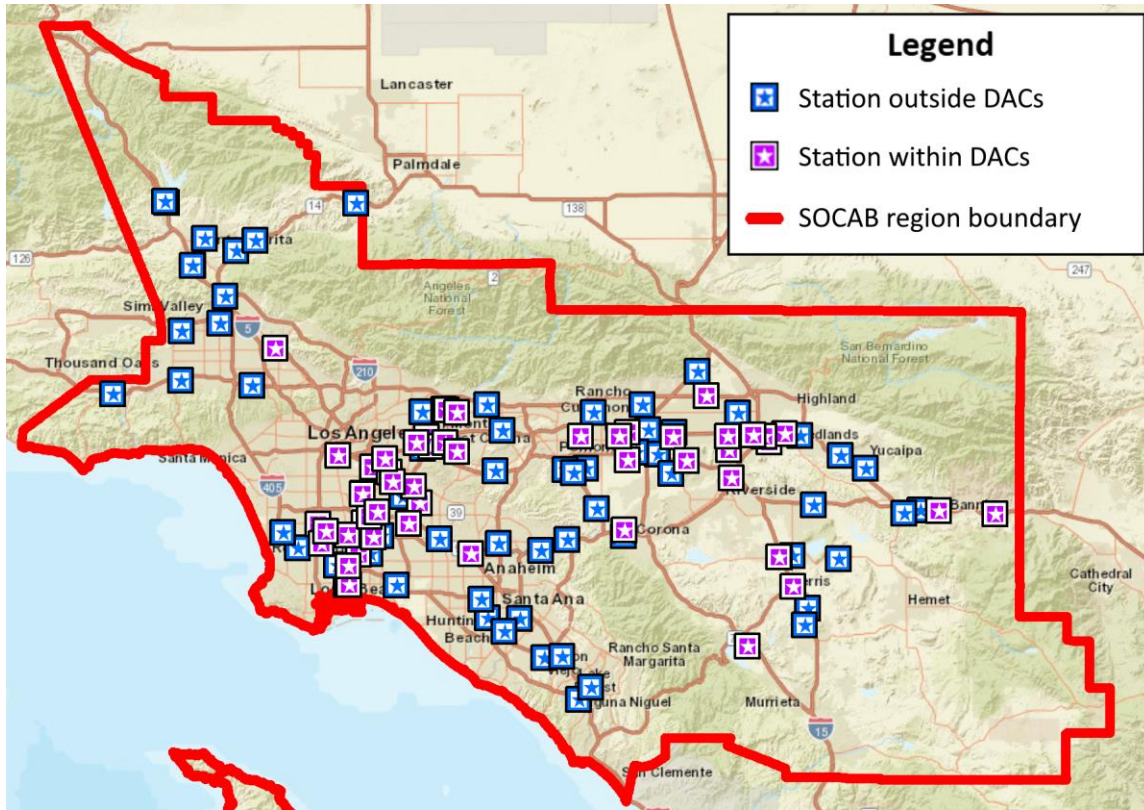 Legend
Station outside DACs
Station within DACs
SOCAB region boundary
Lancaster
Palmdale
14
138
126
2
247
Angeles
National
Forest
San Bernardino
National Forest
5
Thousand Oaks
210
Rancho
Highland
Los Angeles
Yucaipa
Santa Monica
405
39
Riverside
Corona
Anaheim
Cathedral
City
Hemet
Santa Ana
Beach
Rancho Santa
Margarita
Murrieta
15
San Clemente